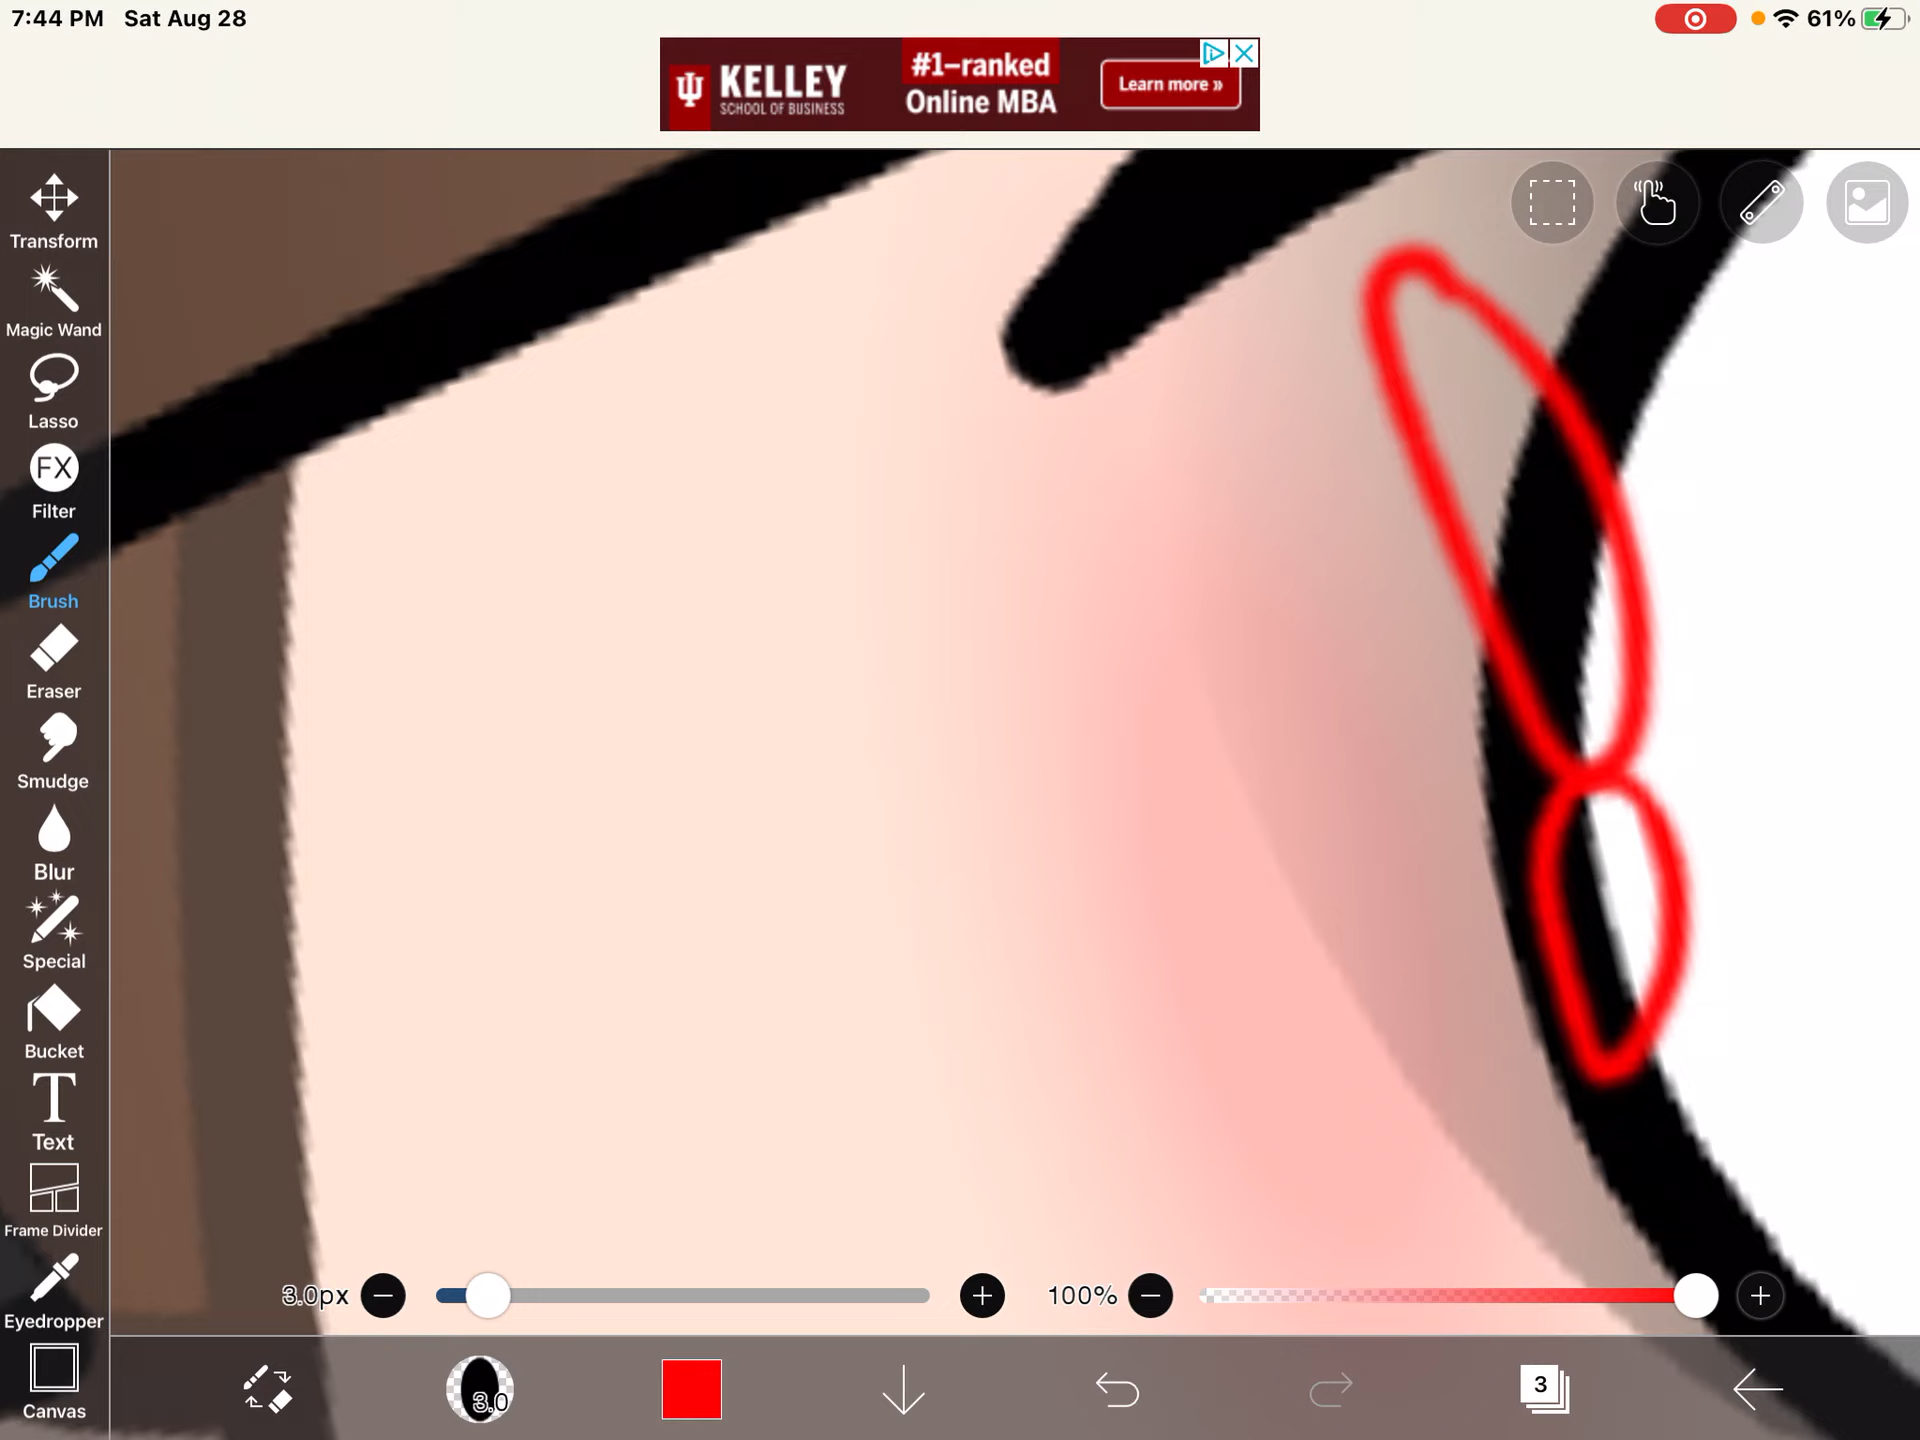 7:44 PM Sat Aug 28
61%
KELLEY
SCHOOL OF BUSINESS
#1-ranked
Online MBA
Learn more »
Transform
Magic Wand
Lasso
FX
Filter
Brush
Eraser
Smudge
Blur
Special
Bucket
T
Text
Frame Divider
Eyedropper
Canvas
3.0px
100%
3.0
3